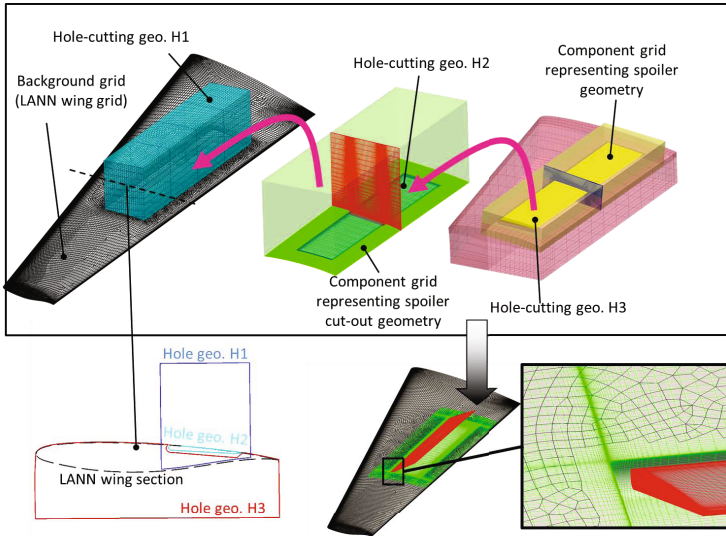 Hole-cutting geo. H1
Background grid
(LANN wing grid)
Hole-cutting geo. H2
Component grid
representing spoiler
geometry
Component grid
representing spoiler
cut-out geometry
Hole-cutting geo. H3
Hole geo. H1
Hole geo. H2
LANN wing section
Hole geo. H3